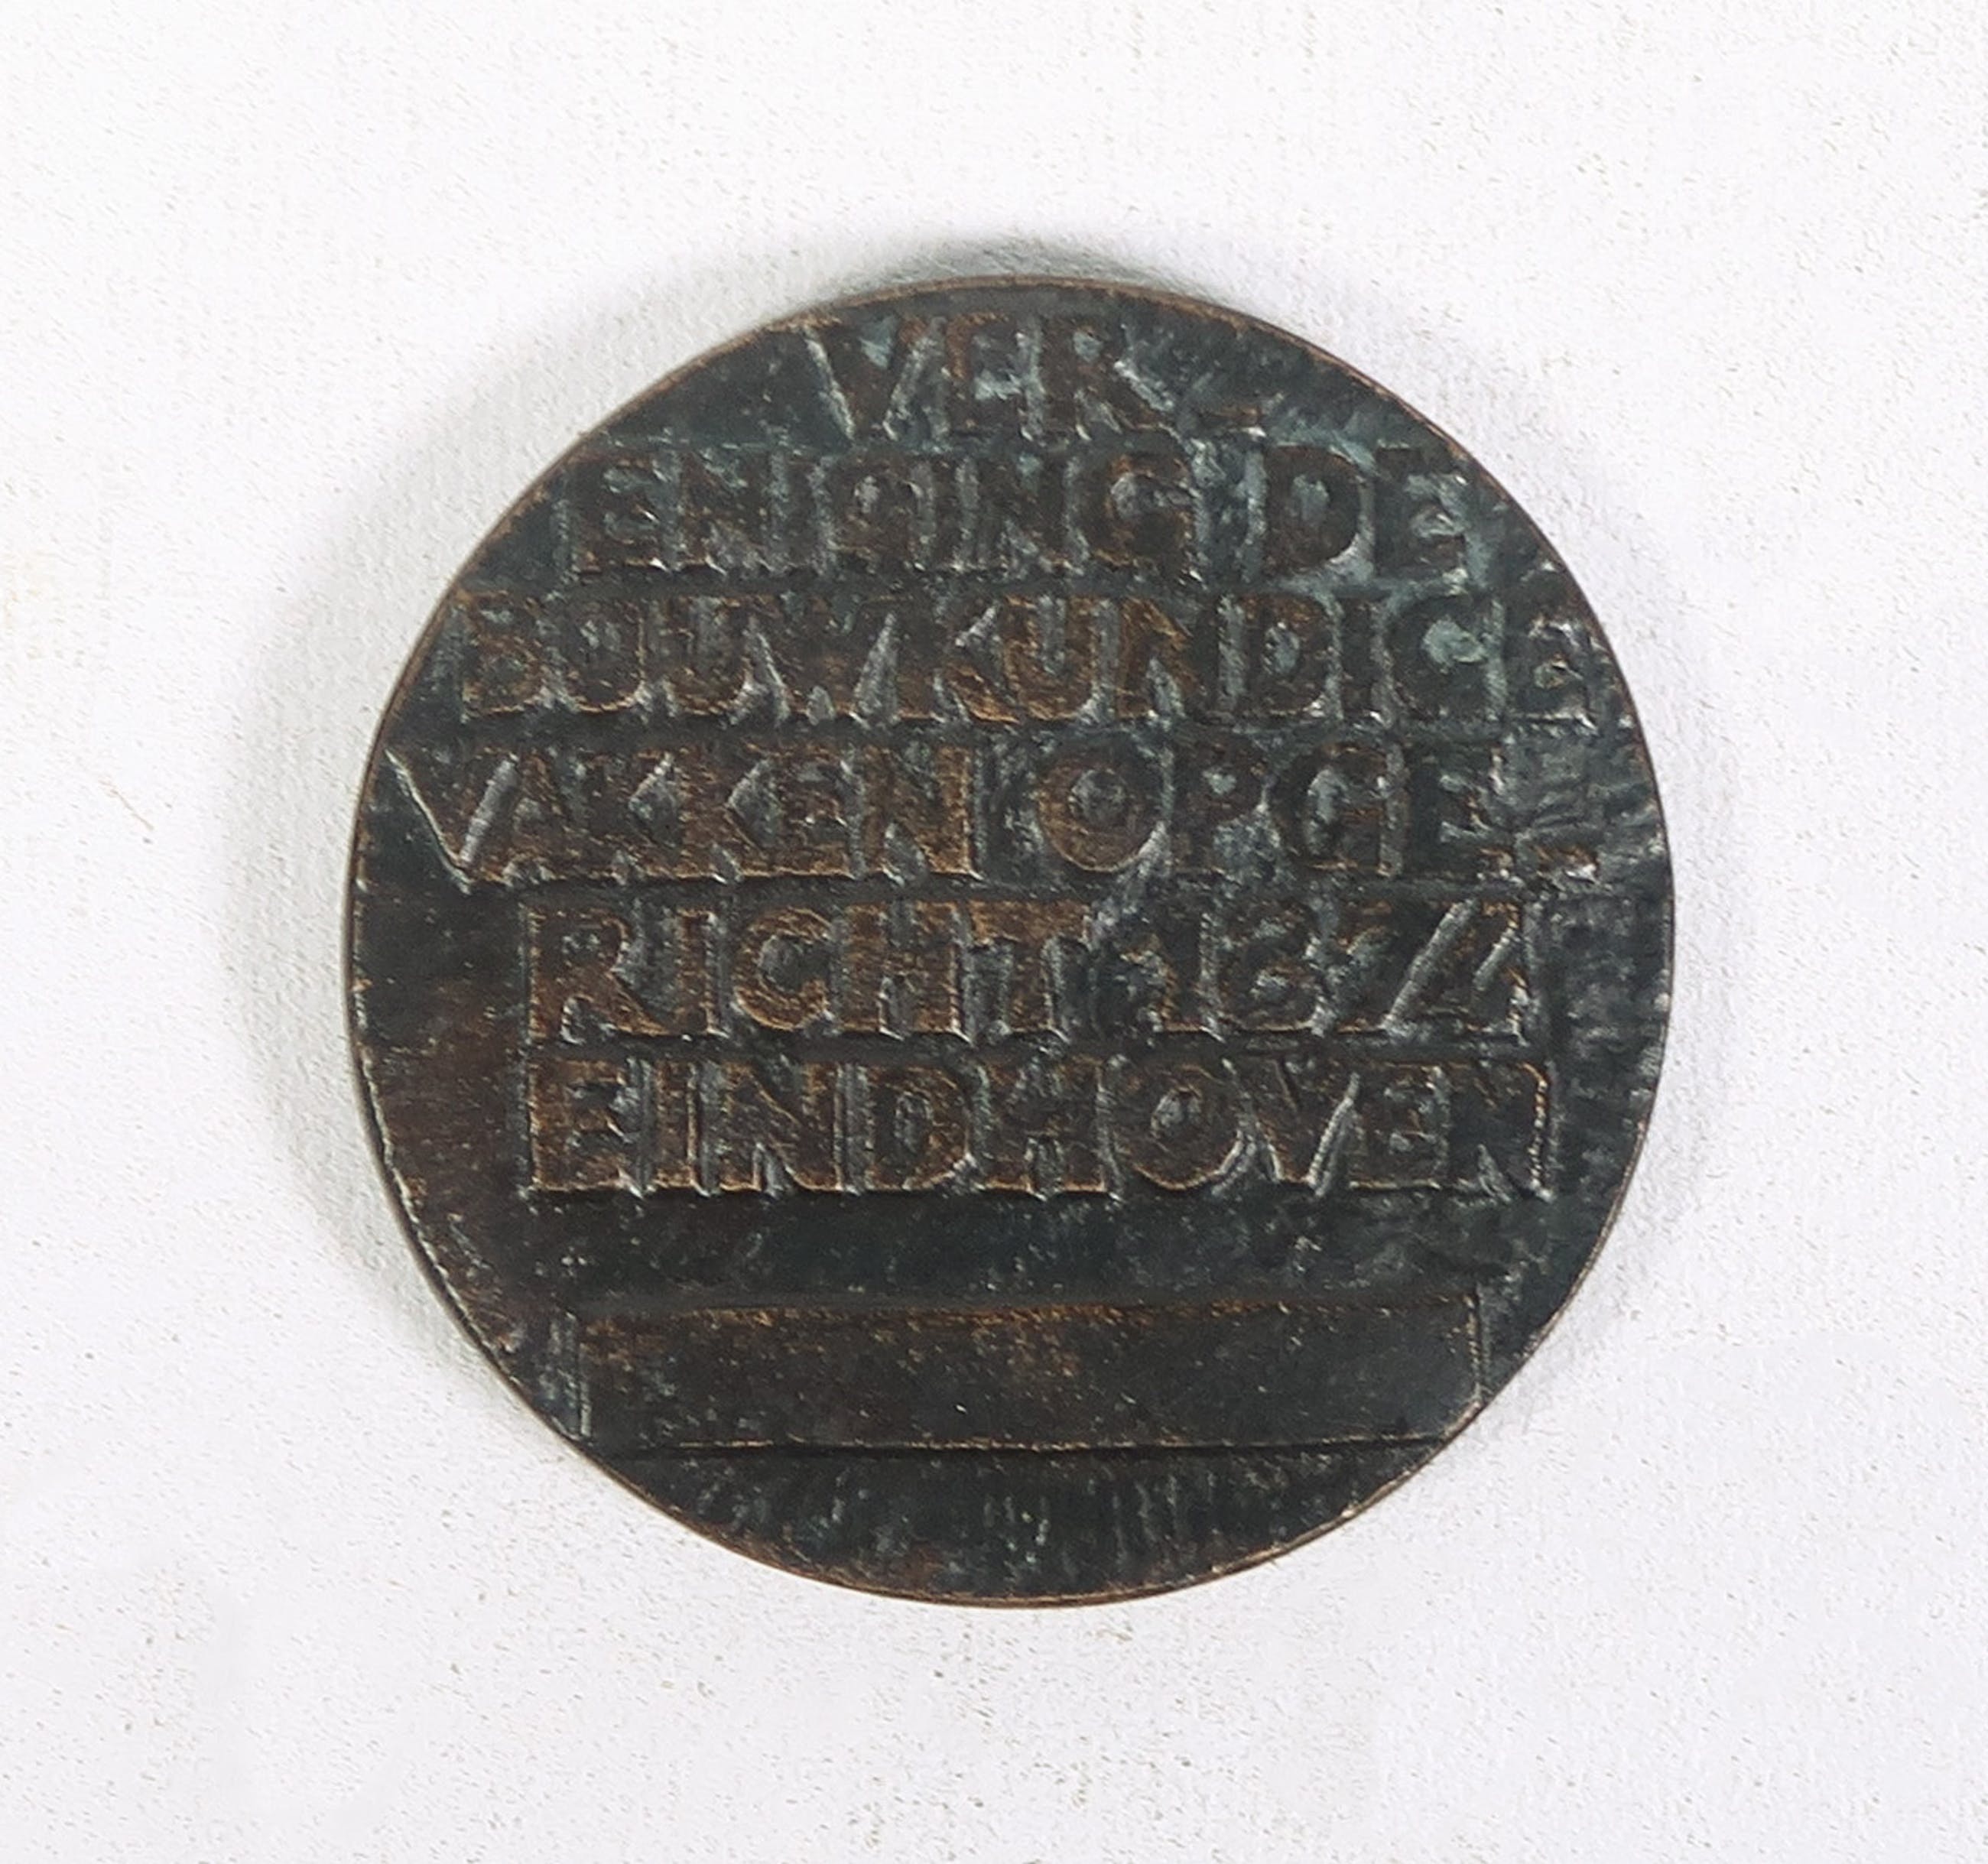 VER-
ENIGING DE
BOUWKUNDIGE
VAKKEN OPGE-
RICHT 1874
EINDHOVEN